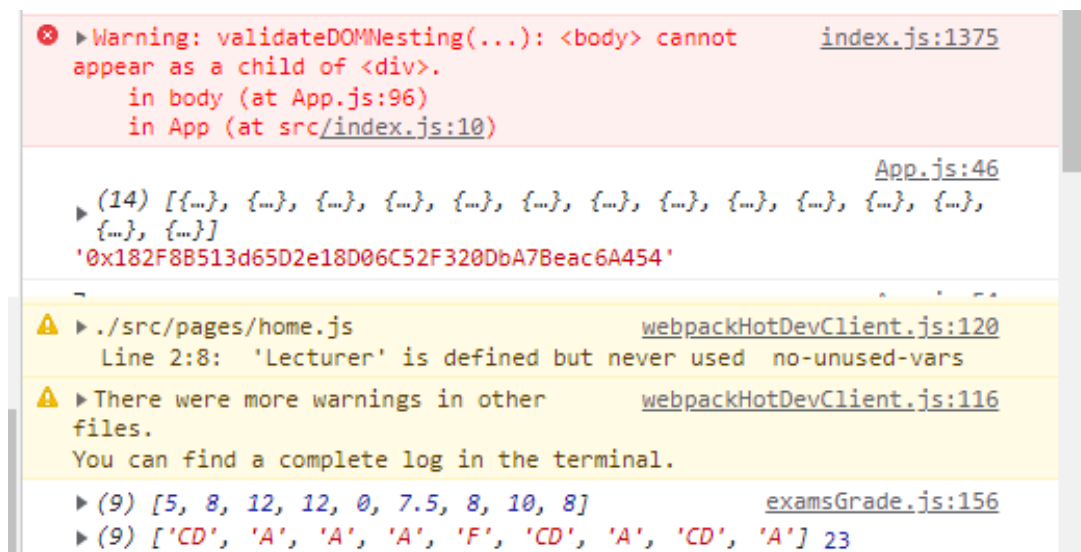 ▶Warning: validateDOMNesting(...): <body> cannot index.js:1375
appear as a child of <div>.
in body (at App.js:96)
in App (at src/index.js:10)
App.js:46
▶(14) [{…}, {…}, {…}, {…}, {…}, {…}, {…}, {…}, {…}, {…}, {…}, {…},
{…}, {…}]
'0x182F8B513d65D2e18D06C52F320DbA7Beac6A454'
▶./src/pages/home.js webpackHotDevClient.js:120
Line 2:8: 'Lecturer' is defined but never used no-unused-vars
▶There were more warnings in other webpackHotDevClient.js:116
files.
You can find a complete log in the terminal.
▶(9) [5, 8, 12, 12, 0, 7.5, 8, 10, 8] examsGrade.js:156
▶(9) ['CD', 'A', 'A', 'A', 'F', 'CD', 'A', 'CD', 'A'] 23